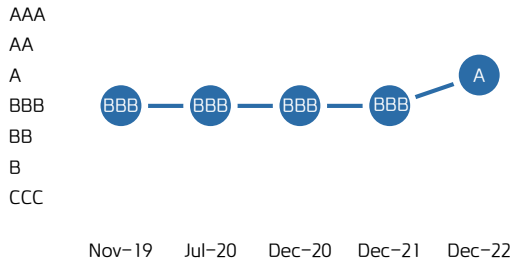 AAA
AA
A A
BBB BBB BBB BBB BBB
BB
B
CCC
Nov-19 Jul-20 Dec-20 Dec-21 Dec-22